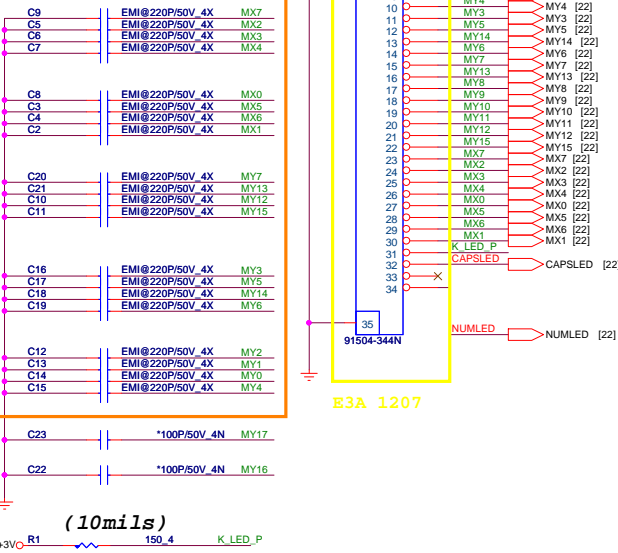 C9 EMI@220P/50V_4X MX7
C5 EMI@220P/50V_4X MX2
C6 EMI@220P/50V_4X MX3
C7 EMI@220P/50V_4X MX4
C8 EMI@220P/50V_4X MX0
C3 EMI@220P/50V_4X MX5
C4 EMI@220P/50V_4X MX6
C2 EMI@220P/50V_4X MX1
C20 EMI@220P/50V_4X MY7
C21 EMI@220P/50V_4X MY13
C10 EMI@220P/50V_4X MY12
C11 EMI@220P/50V_4X MY15
C16 EMI@220P/50V_4X MY3
C17 EMI@220P/50V_4X MY5
C18 EMI@220P/50V_4X MY14
C19 EMI@220P/50V_4X MY6
C12 EMI@220P/50V_4X MY2
C13 EMI@220P/50V_4X MY1
C14 EMI@220P/50V_4X MY0
C15 EMI@220P/50V_4X MY4
C23 *100P/50V_4N MY17
C22 *100P/50V_4N MY16
(10mils)
+3V R1 150_4 K_LED_P
10 MY4 MY4 [22]
11 MY3 MY3 [22]
12 MY5 MY5 [22]
13 MY14 MY14 [22]
14 MY6 MY6 [22]
15 MY7 MY7 [22]
16 MY13 MY13 [22]
17 MY8 MY8 [22]
18 MY9 MY9 [22]
19 MY10 MY10 [22]
20 MY11 MY11 [22]
21 MY12 MY12 [22]
22 MY15 MY15 [22]
23 MX7 MX7 [22]
24 MX2 MX2 [22]
25 MX3 MX3 [22]
26 MX4 MX4 [22]
27 MX0 MX0 [22]
28 MX5 MX5 [22]
29 MX6 MX6 [22]
30 MX1 MX1 [22]
31 K_LED_P
32 CAPSLED CAPSLED [22]
33
34
35
91504-344N
NUMLED NUMLED [22]
E3A 1207